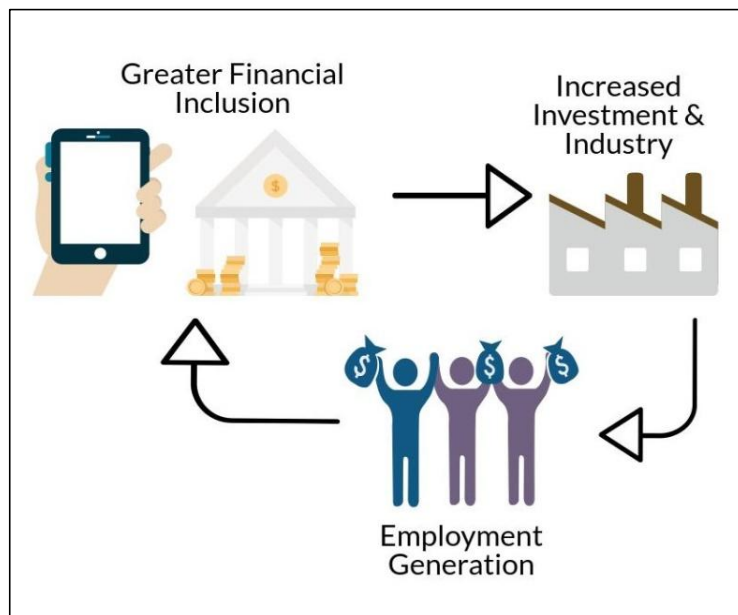 Greater Financial
Inclusion
Increased
Investment &
Industry
$
$
$
$
Employment
Generation